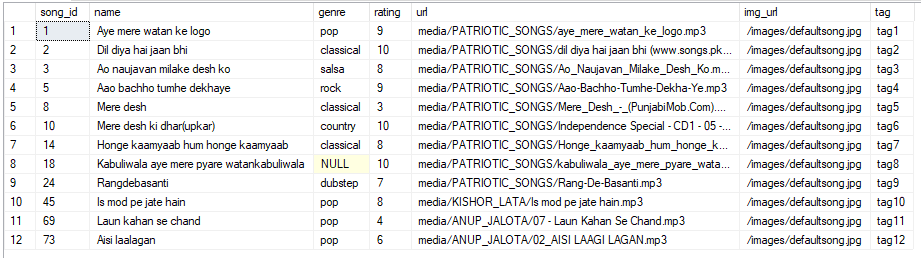 song_id name genre rating url img_url tag
1 1 Aye mere watan ke logo pop 9 media/PATRIOTIC_SONGS/aye_mere_watan_ke_logo.mp3 /images/defaultsong.jpg tag1
2 2 Dil diya hai jaan bhi classical 10 media/PATRIOTIC_SONGS/dil diya hai jaan bhi (www.songs.pk... /images/defaultsong.jpg tag2
3 3 Ao naujavan milake desh ko salsa 8 media/PATRIOTIC_SONGS/Ao_Naujavan_Milake_Desh_Ko.m... /images/defaultsong.jpg tag3
4 5 Aao bachho tumhe dekhaye rock 9 media/PATRIOTIC_SONGS/Aao-Bachho-Tumhe-Dekha-Ye.mp3 /images/defaultsong.jpg tag4
5 8 Mere desh classical 3 media/PATRIOTIC_SONGS/Mere_Desh_-_(PunjabiMob.Com).... /images/defaultsong.jpg tag5
6 10 Mere desh ki dhar(upkar) country 10 media/PATRIOTIC_SONGS/Independence Special - CD1 - 05 -... /images/defaultsong.jpg tag6
7 14 Honge kaamyaab hum honge kaamyaab classical 8 media/PATRIOTIC_SONGS/Honge_kaamyaab_hum_honge_k... /images/defaultsong.jpg tag7
8 18 Kabuliwala aye mere pyare watankabuliwala NULL 10 media/PATRIOTIC_SONGS/kabuliwala_aye_mere_pyare_wata... /images/defaultsong.jpg tag8
9 24 Rangdebasanti dubstep 7 media/PATRIOTIC_SONGS/Rang-De-Basanti.mp3 /images/defaultsong.jpg tag9
10 45 Is mod pe jate hain pop 8 media/KISHOR_LATA/Is mod pe jate hain.mp3 /images/defaultsong.jpg tag10
11 69 Laun kahan se chand pop 4 media/ANUP_JALOTA/07 - Laun Kahan Se Chand.mp3 /images/defaultsong.jpg tag11
12 73 Aisi laalagan pop 6 media/ANUP_JALOTA/02_AISI LAAGI LAGAN.mp3 /images/defaultsong.jpg tag12